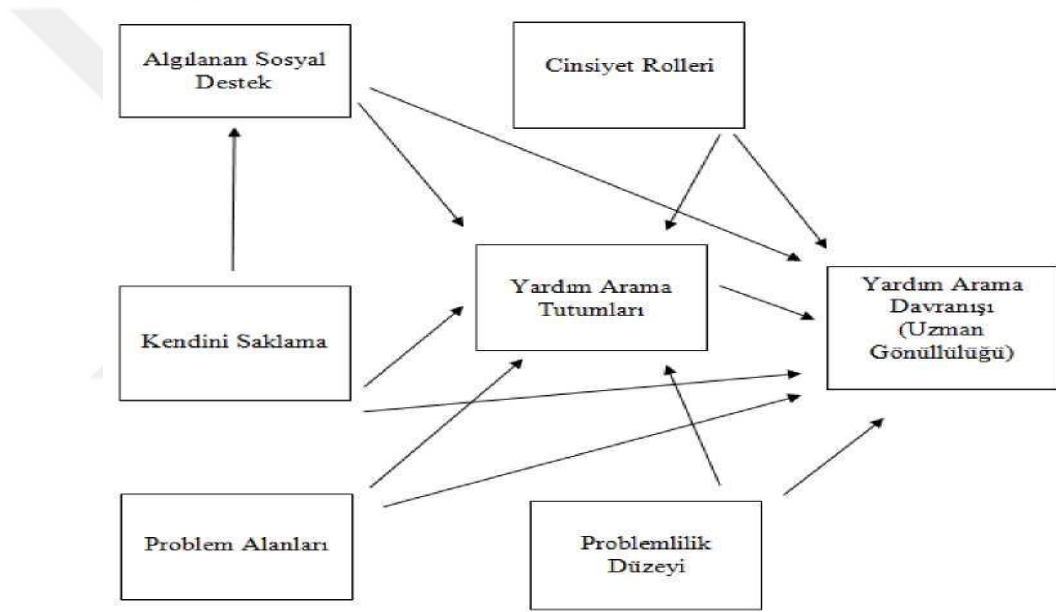 Algılanan Sosyal
Destek
Cinsiyet Rolleri
Kendini Saklama
Yardım Arama
Tutumları
Yardım Arama
Davranışı
(Uzman
Gönüllülüğü)
Problem Alanları
Problemlilik
Düzeyi